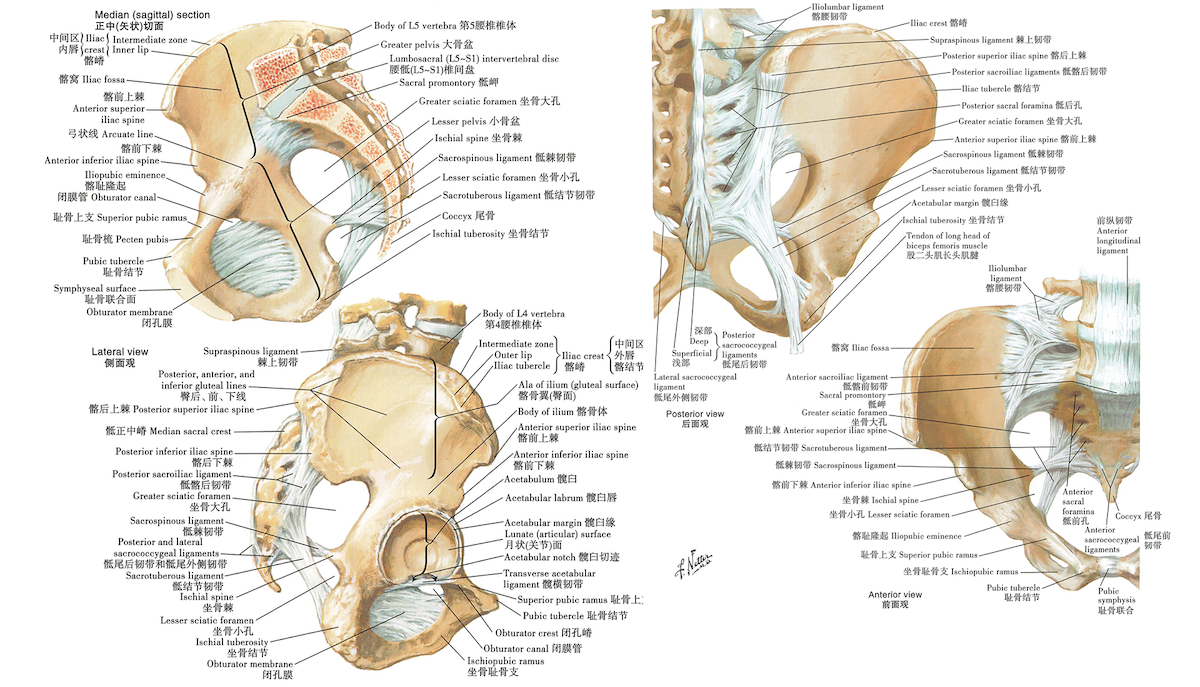 Median (sagittal) section
正中(矢状)切面
中间区 Iliac Intermediate zone
内唇 crest Inner lip
髂嵴
髂窝 Iliac fossa
髂前上棘
Anterior superior
iliac spine
弓状线 Arcuate line
髂前下棘
Anterior inferior iliac spine
Iliopubic eminence
髂耻隆起
闭膜管 Obturator canal
耻骨上支 Superior pubic ramus
耻骨梳 Pecten pubis
Pubic tubercle
耻骨结节
Symphyseal surface
耻骨联合面
Obturator membrane
闭孔膜
Body of L5 vertebra 第5腰椎椎体
Greater pelvis 大骨盆
Lumbosacral (L5~S1) intervertebral disc
腰骶(L5~S1)椎间盘
Sacral promontory 骶岬
Greater sciatic foramen 坐骨大孔
Lesser pelvis 小骨盆
Ischial spine 坐骨棘
Sacrospinous ligament 骶棘韧带
Lesser sciatic foramen 坐骨小孔
Sacrotuberous ligament 骶结节韧带
Coccyx 尾骨
Ischial tuberosity 坐骨结节
Lateral view
侧面观
Supraspinous ligament
棘上韧带
Posterior, anterior, and
inferior gluteal lines
臀后、前、下线
髂后上棘 Posterior superior iliac spine
骶正中嵴 Median sacral crest
Posterior inferior iliac spine
髂后下棘
Posterior sacroiliac ligament
骶髂后韧带
Greater sciatic foramen
坐骨大孔
Sacrospinous ligament
骶棘韧带
Posterior and lateral
sacrococcygeal ligaments
骶尾后韧带和骶尾外侧韧带
Sacrotuberous ligament
骶结节韧带
Ischial spine
坐骨棘
Lesser sciatic foramen
坐骨小孔
Ischial tuberosity
坐骨结节
Obturator membrane
闭孔膜
Body of L4 vertebra
第4腰椎椎体
Intermediate zone 中间区
Outer lip Iliac crest 外唇
Iliac tubercle 髂嵴 髂结节
Ala of ilium (gluteal surface)
髂骨翼(臀面)
Body of ilium 髂骨体
Anterior superior iliac spine
髂前上棘
Anterior inferior iliac spine
髂前下棘
Acetabulum 髋臼
Acetabular labrum 髋臼唇
Acetabular margin 髋臼缘
Lunate (articular) surface
月状(关节)面
Acetabular notch 髋臼切迹
Transverse acetabular
ligament 髋横韧带
Superior pubic ramus 耻骨上
Pubic tubercle 耻骨结节
Obturator crest 闭孔嵴
Obturator canal 闭膜管
Ischiopubic ramus
坐骨耻骨支
Iliolumbar ligament
髂腰韧带
Iliac crest 髂嵴
Supraspinous ligament 棘上韧带
Posterior superior iliac spine 髂后上棘
Posterior sacroiliac ligaments 骶髂后韧带
Iliac tubercle 髂结节
Posterior sacral foramina 骶后孔
Greater sciatic foramen 坐骨大孔
Anterior superior iliac spine 髂前上棘
Sacrospinous ligament 骶棘韧带
Sacrotuberous ligament 骶结节韧带
Lesser sciatic foramen 坐骨小孔
Acetabular margin 髋臼缘
Ischial tuberosity 坐骨结节
Tendon of long head of
biceps femoris muscle
股二头肌长头肌腱
深部
Deep
Superficial
浅部
Posterior
sacrococcygeal
ligaments
骶尾后韧带
Lateral sacrococcygeal
ligament
骶尾外侧韧带
Posterior view
后面观
前纵韧带
Anterior
longitudinal
ligament
Iliolumbar
ligament
髂腰韧带
髂窝 Iliac fossa
Anterior sacroiliac ligament
骶髂前韧带
Sacral promontory
骶岬
Greater sciatic foramen
坐骨大孔
髂前上棘 Anterior superior iliac spine
骶结节韧带 Sacrotuberous ligament
骶棘韧带 Sacrospinous ligament
髂前下棘 Anterior inferior iliac spine
坐骨棘 Ischial spine
坐骨小孔 Lesser sciatic foramen
髂耻隆起 Iliopubic eminence
耻骨上支 Superior pubic ramus
坐骨耻骨支 Ischiopubic ramus
Pubic tubercle
耻骨结节
Anterior
sacral
foramina
骶前孔
Coccyx 尾骨
Anterior
sacrococcygeal
ligaments
骶尾前
韧带
Pubic
symphysis
耻骨联合
Anterior view
前面观
F. Netter